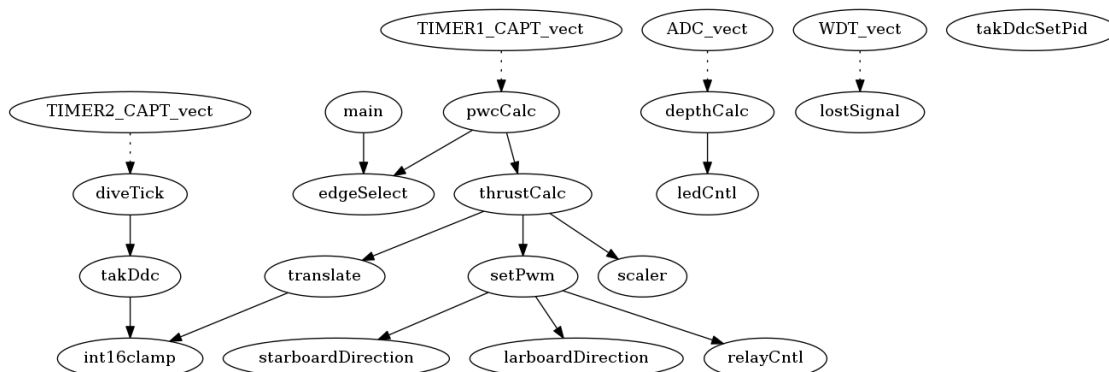 TIMER1_CAPT_vect
ADC_vect
WDT_vect
takDdcSetPid
TIMER2_CAPT_vect
main
pwcCalc
depthCalc
lostSignal
diveTick
edgeSelect
thrustCalc
ledCntl
takDdc
translate
setPwm
scaler
int16clamp
starboardDirection
larboardDirection
relayCntl